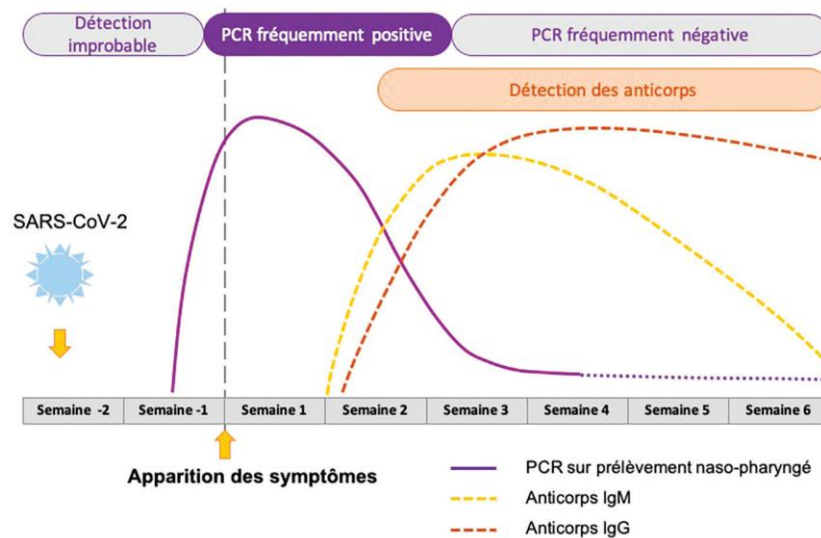 Détection
improbable
PCR fréquemment positive
PCR fréquemment négative
Détection des anticorps
SARS-CoV-2
Semaine -2
Semaine -1
Semaine 1
Semaine 2
Semaine 3
Semaine 4
Semaine 5
Semaine 6
Apparition des symptômes
PCR sur prélèvement naso-pharyngé
Anticorps IgM
Anticorps IgG